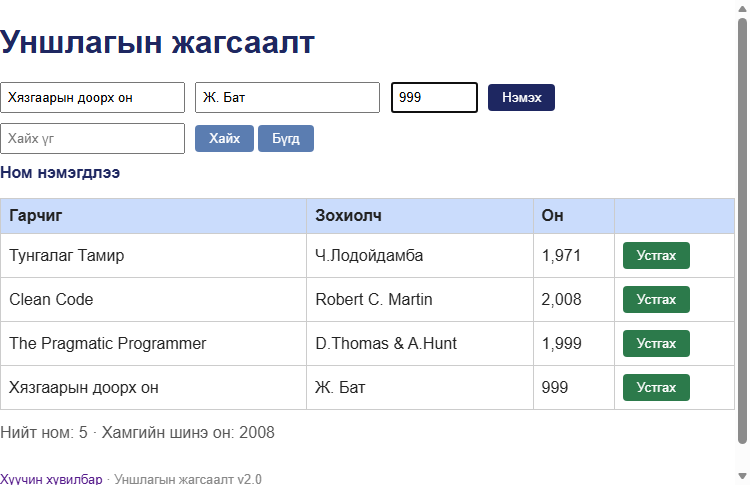 Уншлагын жагсаалт
Хязгаарын доорх он Ж. Бат 999 Нэмэх
Хайх үг Хайх Бүгд
Ном нэмэгдлээ
Гарчиг Зохиолч Он
Тунгалаг Тамир Ч.Лодойдамба 1,971 Устгах
Clean Code Robert C. Martin 2,008 Устгах
The Pragmatic Programmer D.Thomas & A.Hunt 1,999 Устгах
Хязгаарын доорх он Ж. Бат 999 Устгах
Нийт ном: 5 · Хамгийн шинэ он: 2008
Хуучин хувилбар · Уншлагын жагсаалт v2.0